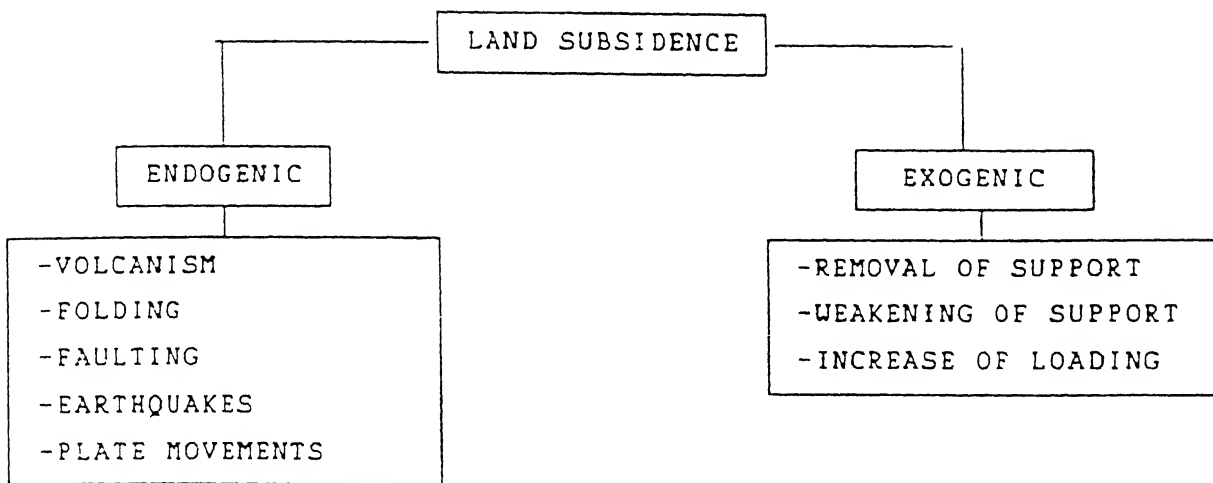 LAND SUBSIDENCE
ENDOGENIC
-VOLCANISM
-FOLDING
-FAULTING
-EARTHQUAKES
-PLATE MOVEMENTS
EXOGENIC
-REMOVAL OF SUPPORT
-WEAKENING OF SUPPORT
-INCREASE OF LOADING